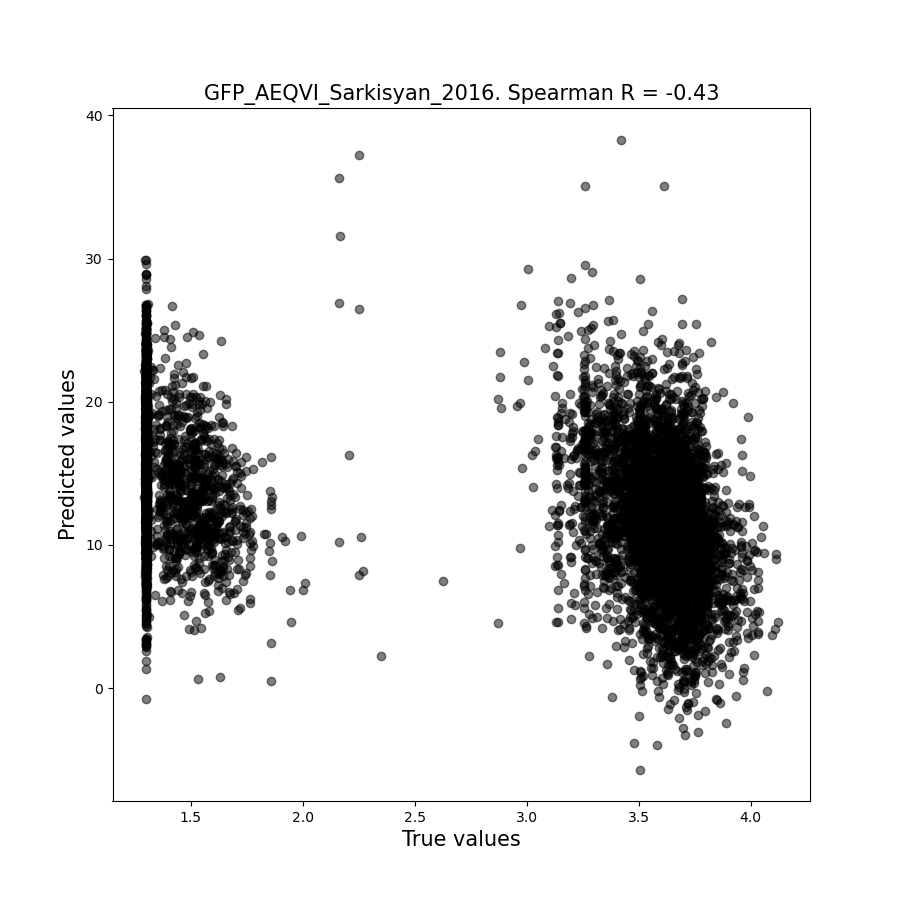 GFP_AEQVI_Sarkisyan_2016. Spearman R = -0.43
40
30
20
10
0
Predicted values
1.5 2.0 2.5 3.0 3.5 4.0
True values